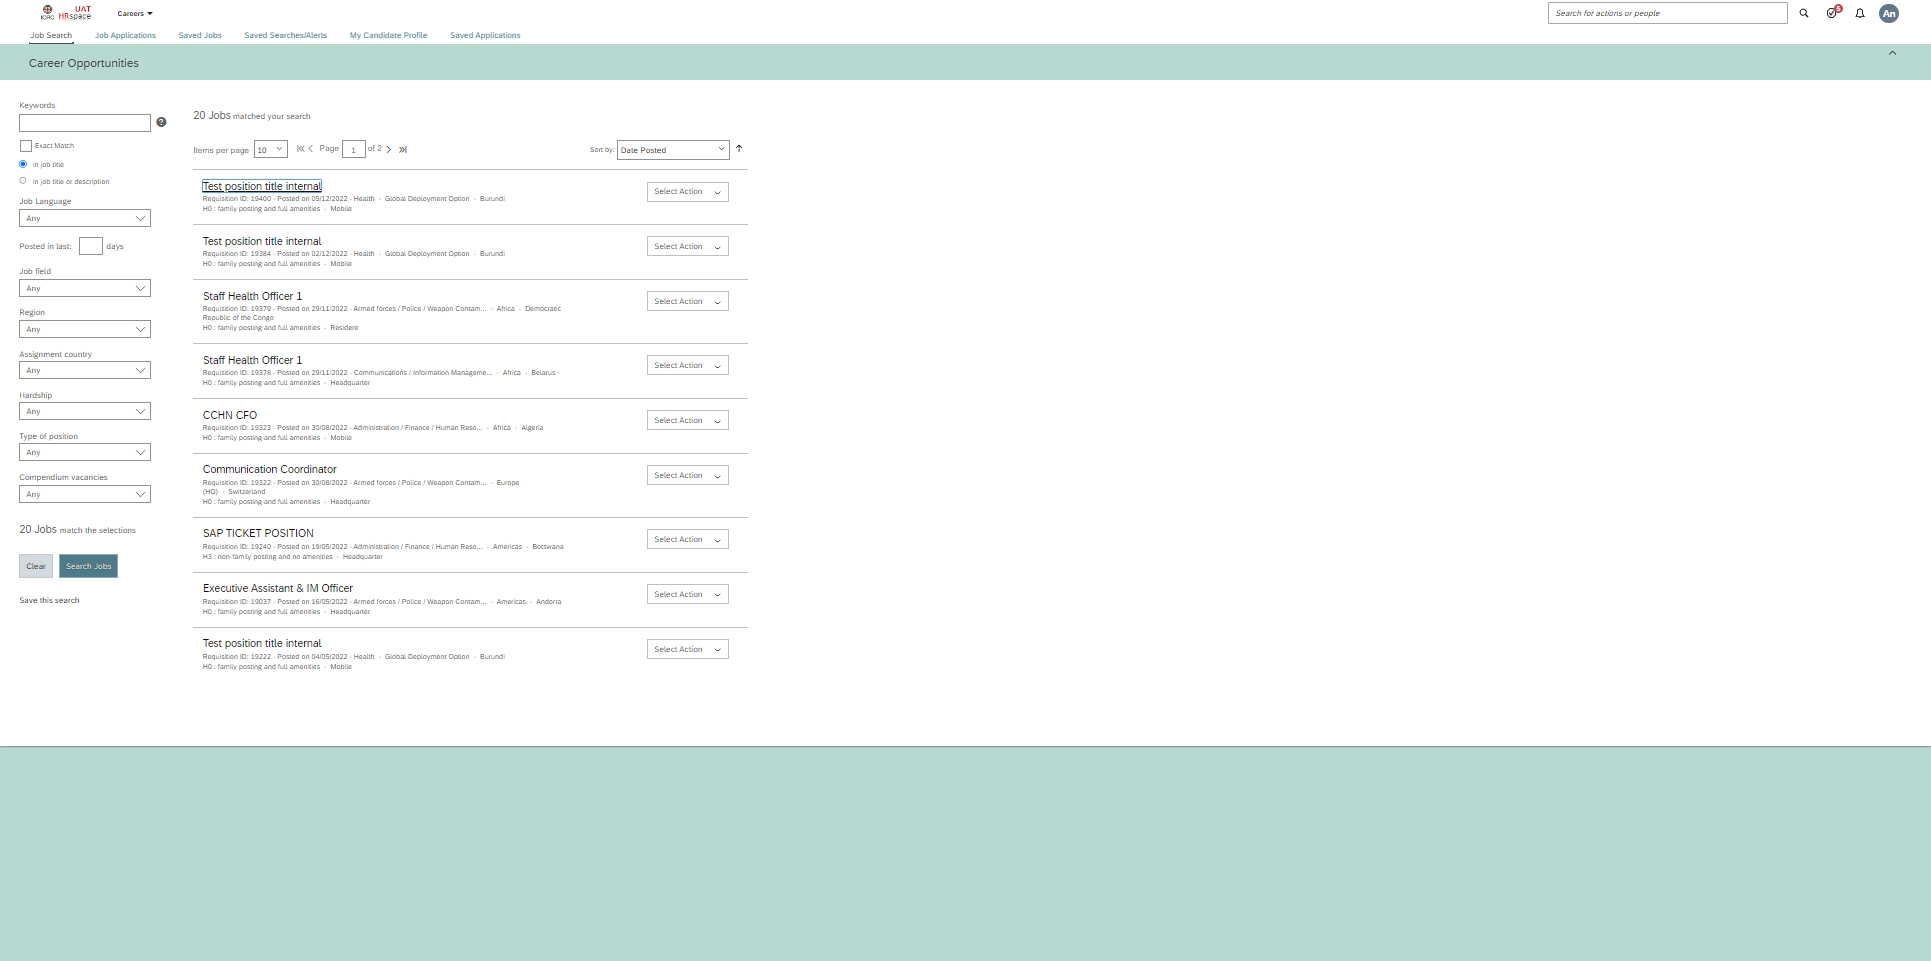 ICRC UAT HRspace
Careers
Search for actions or people
5
An
Job Search Job Applications Saved Jobs Saved Searches/Alerts My Candidate Profile Saved Applications
Career Opportunities
Keywords
Exact Match
in job title
in job title or description
Job Language
Any
Posted in last: days
Job field
Any
Region
Any
Assignment country
Any
Hardship
Any
Type of position
Any
Compendium vacancies
Any
20 Jobs match the selections
Clear Search Jobs
Save this search
20 Jobs matched your search
Items per page 10 Page 1 of 2
Sort by: Date Posted
Test position title internal
Requisition ID: 19400 - Posted on 05/12/2022 - Health - Global Deployment Option - Burundi
H0 : family posting and full amenities - Mobile
Select Action
Test position title internal
Requisition ID: 19384 - Posted on 02/12/2022 - Health - Global Deployment Option - Burundi
H0 : family posting and full amenities - Mobile
Select Action
Staff Health Officer 1
Requisition ID: 19379 - Posted on 29/11/2022 - Armed forces / Police / Weapon Contam... - Africa - Democratic
Republic of the Congo
H0 : family posting and full amenities - Resident
Select Action
Staff Health Officer 1
Requisition ID: 19378 - Posted on 29/11/2022 - Communications / Information Manageme... - Africa - Belarus
H0 : family posting and full amenities - Headquarter
Select Action
CCHN CFO
Requisition ID: 19323 - Posted on 30/08/2022 - Administration / Finance / Human Reso... - Africa - Algeria
H0 : family posting and full amenities - Mobile
Select Action
Communication Coordinator
Requisition ID: 19322 - Posted on 30/08/2022 - Armed forces / Police / Weapon Contam... - Europe
(HQ) - Switzerland
H0 : family posting and full amenities - Headquarter
Select Action
SAP TICKET POSITION
Requisition ID: 19240 - Posted on 19/05/2022 - Administration / Finance / Human Reso... - Americas - Botswana
H3 : non-family posting and no amenities - Headquarter
Select Action
Executive Assistant & IM Officer
Requisition ID: 19037 - Posted on 16/05/2022 - Armed forces / Police / Weapon Contam... - Americas - Andorra
H0 : family posting and full amenities - Headquarter
Select Action
Test position title internal
Requisition ID: 19222 - Posted on 04/05/2022 - Health - Global Deployment Option - Burundi
H0 : family posting and full amenities - Mobile
Select Action